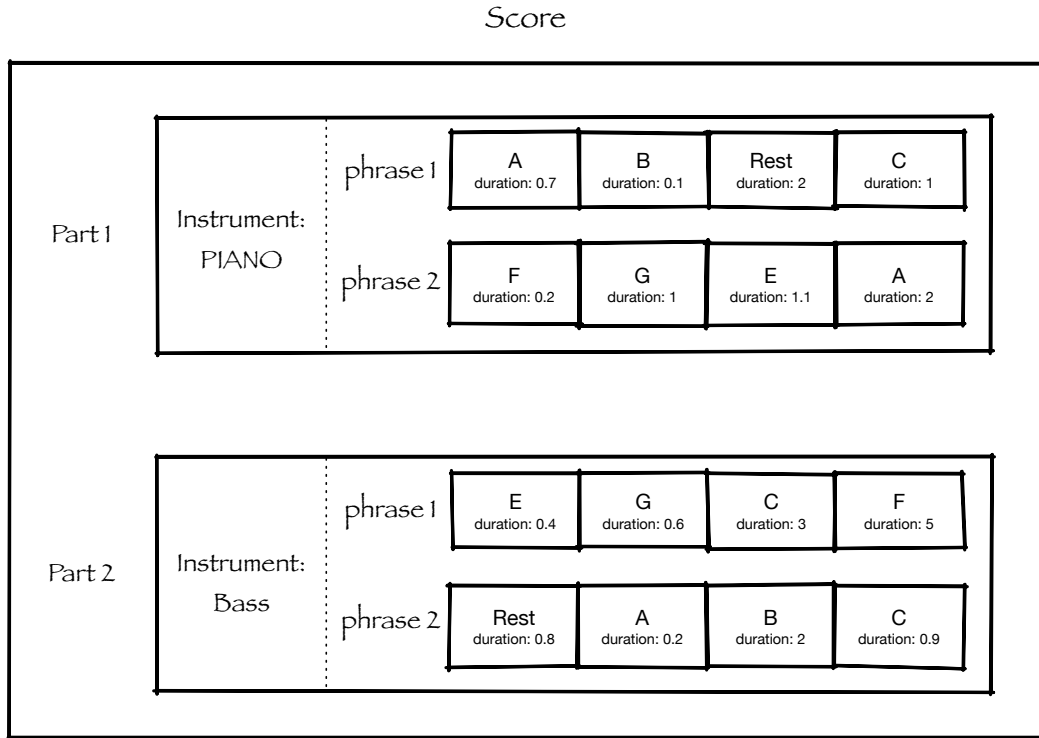 Score
Part 1
Instrument:
PIANO
phrase 1
A
duration: 0.7
B
duration: 0.1
Rest
duration: 2
C
duration: 1
phrase 2
F
duration: 0.2
G
duration: 1
E
duration: 1.1
A
duration: 2
Part 2
Instrument:
Bass
phrase 1
E
duration: 0.4
G
duration: 0.6
C
duration: 3
F
duration: 5
phrase 2
Rest
duration: 0.8
A
duration: 0.2
B
duration: 2
C
duration: 0.9